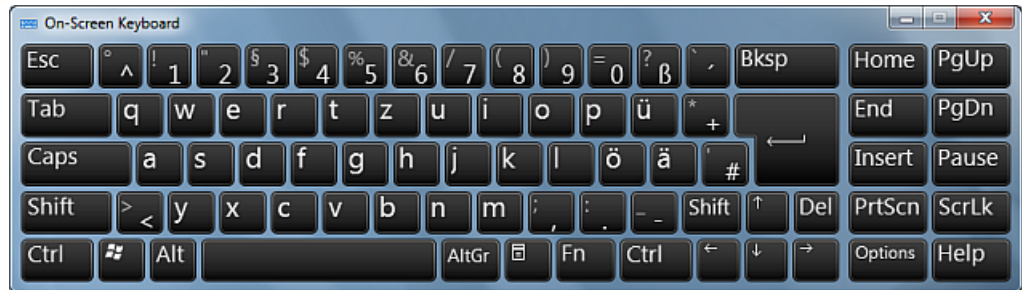 On-Screen Keyboard
Esc ° ^ ! 1 " 2 § 3 $ 4 % 5 & 6 / 7 ( 8 ) 9 = 0 ? ß ` ´ Bksp Home PgUp
Tab q w e r t z u i o p ü * + End PgDn
Caps a s d f g h j k l ö ä ' # Insert Pause
Shift > < y x c v b n m ; , : . _ - Shift ↑ Del PrtScn ScrLk
Ctrl Alt AltGr Fn Ctrl ← ↓ → Options Help